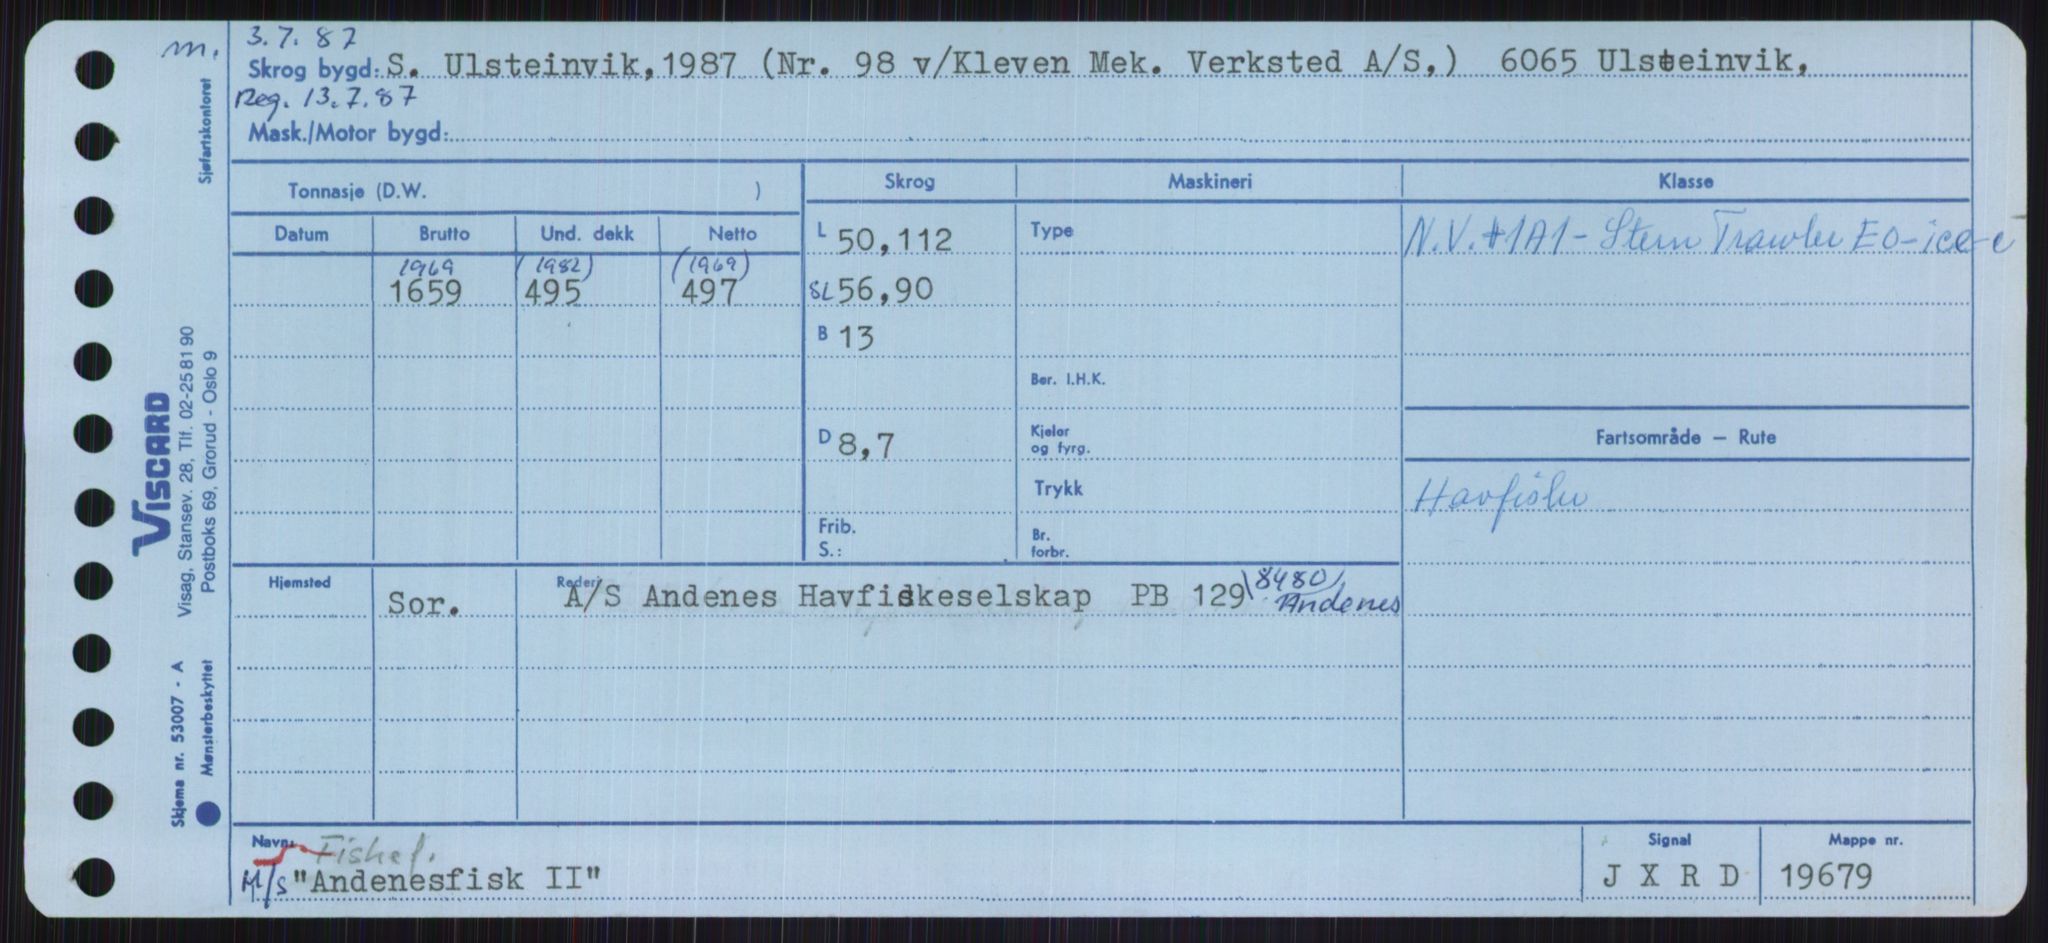 m.
3.7.87
Skrog bygd: S. Ulsteinvik, 1987 (Nr. 98 v/Kleven Mek. Verksted A/S,) 6065 Ulsteinvik,
Reg. 13.7.87
Mask./Motor bygd:
Tonnasje (D.W. )
Skrog Maskineri Klasse
Datum Brutto Und. dekk Netto
L 50,112 Type N.V. +1A1 - Stern Trawler EO-ice-c
1969 (1982) (1969)
1659 495 497
SL 56,90
B 13
Ber. I.H.K.
D 8,7
Kjeler
og fyrg.
Fartsområde — Rute
Trykk
Havfiske
Frib.
S.:
Br.
forbr.
Hjemsted Sor. Rederi A/S Andenes Havfiskeselskap PB 129 8480 Andenes
Navn: Fiskef.
M/S "Andenesfisk II"
Signal J X R D
Mappe nr. 19679
Sjøfartskontoret
VISCARD
Visag, Stansev. 28, Tlf. 02-25 81 90
Postboks 69, Grorud - Oslo 9
Skjema nr. 53007 - A
Mønsterbeskyttet